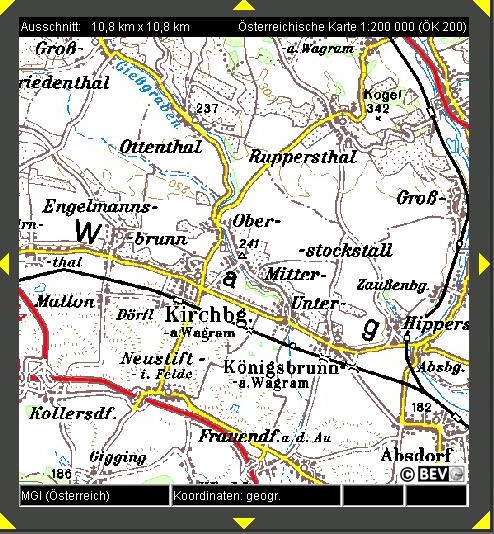 Ausschnitt: 10,8 km x 10,8 km Österreichische Karte 1:200 000 (ÖK 200)
Groß-
a. Wagram
riedenthal
Gießgraben
Kogel
342
237
Ottenthal
Ruppersthal
Groß-
Engelmanns-
Ober-
W
brunn
241
-stockstall
-thal
a
Mitter-
Zaußenbg.
Mallon
Unter-
Dörfl
Kirchbg.
-a.Wagram
g
Hippers
Neustift-
- i. Felde
Königsbrunn
-a.Wagram
Absbg.
Kollersdf.
182
Frauendf. a. d. Au
Gigging
Absdorf
186
© BEV
MGI (Österreich) Koordinaten: geogr.